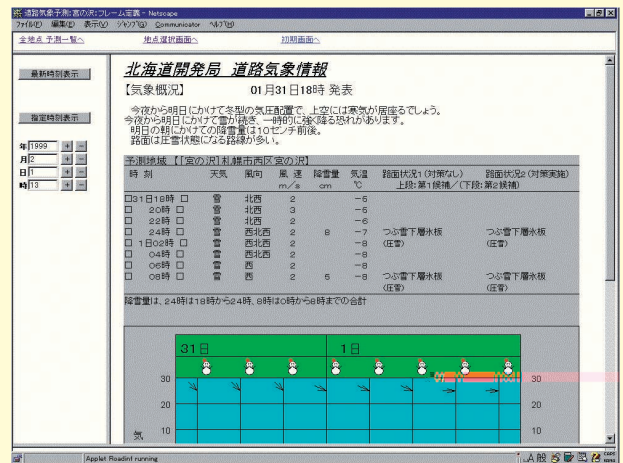 道路気象予測:宮の沢:フレーム定義 - Netscape
ファイル(F) 編集(E) 表示(V) ジャンプ(G) Communicator ヘルプ(H)
全地点 予測一覧へ 地点選択画面へ 初期画面へ
最新時刻表示
指定時刻表示
年 1999 + -
月 2 + -
日 1 + -
時 13 + -
北海道開発局 道路気象情報
【気象概況】 01月31日18時 発表
今夜から明日にかけて冬型の気圧配置で、上空には寒気が居座るでしょう。
今夜から明日にかけて雪が続き、一時的に強く降る恐れがあります。
明日の朝にかけての降雪量は10センチ前後。
路面は圧雪状態になる路線が多い。
予測地域 【[宮の沢]札幌市西区宮の沢】
時 刻 天気 風向 風 速 降雪量 気温 路面状況1(対策なし) 路面状況2(対策実施)
m/s cm ℃ 上段:第1候補/(下段:第2候補)
□31日18時 □ 雪 北西 2 -6
□ 20時 □ 雪 北西 3 -6
□ 22時 □ 雪 北西 2 -6
□ 24時 □ 雪 西北西 2 8 -7 つぶ雪下層氷板 つぶ雪下層氷板
(圧雪) (圧雪)
□ 1日02時 □ 雪 西北西 2 -8
□ 04時 □ 雪 西北西 2 -8
□ 06時 □ 雪 西 2 -8
□ 08時 □ 雪 西 2 5 -8 つぶ雪下層氷板 つぶ雪下層氷板
(圧雪) (圧雪)
降雪量は、24時は18時から24時、8時は0時から8時までの合計
31日 1日
30 30
20 20
気 10 10
Applet Roadint running
A 般
CAPS
KANA